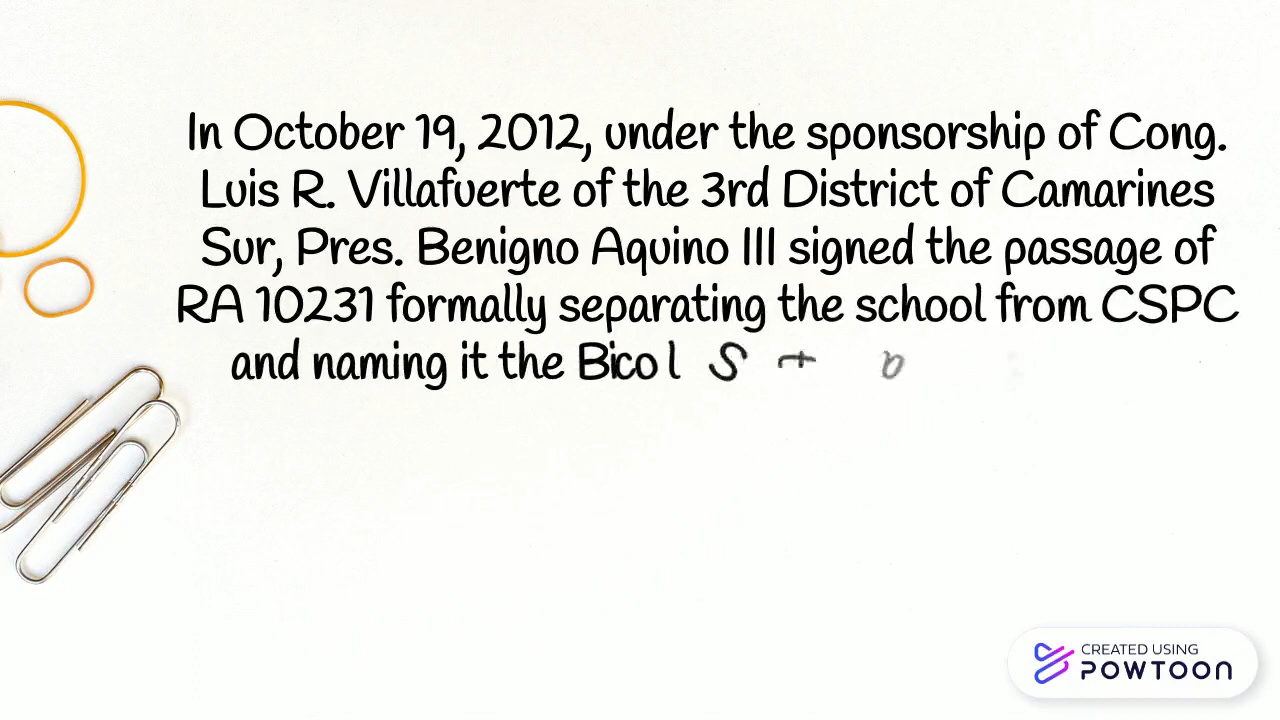 In October 19, 2012, under the sponsorship of Cong.
Luis R. Villafuerte of the 3rd District of Camarines
Sur, Pres. Benigno Aquino III signed the passage of
RA 10231 formally separating the school from CSPC
and naming it the Bicol
CREATED USING
POWTOON